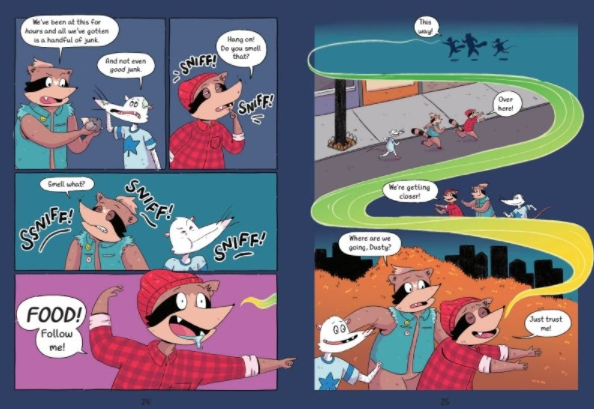 We've been at this for
hours and all we've gotten
is a handful of junk.
And not even
good junk.
Hang on!
Do you smell
that?
SNIFF!
SNIFF!
Smell what?
SSNIFF!
SNIFF!
SNIFF!
FOOD!
Follow
me!
24
This
way!
Over
here!
We're getting
closer!
Where are we
going, Dusty?
Just trust
me!
25